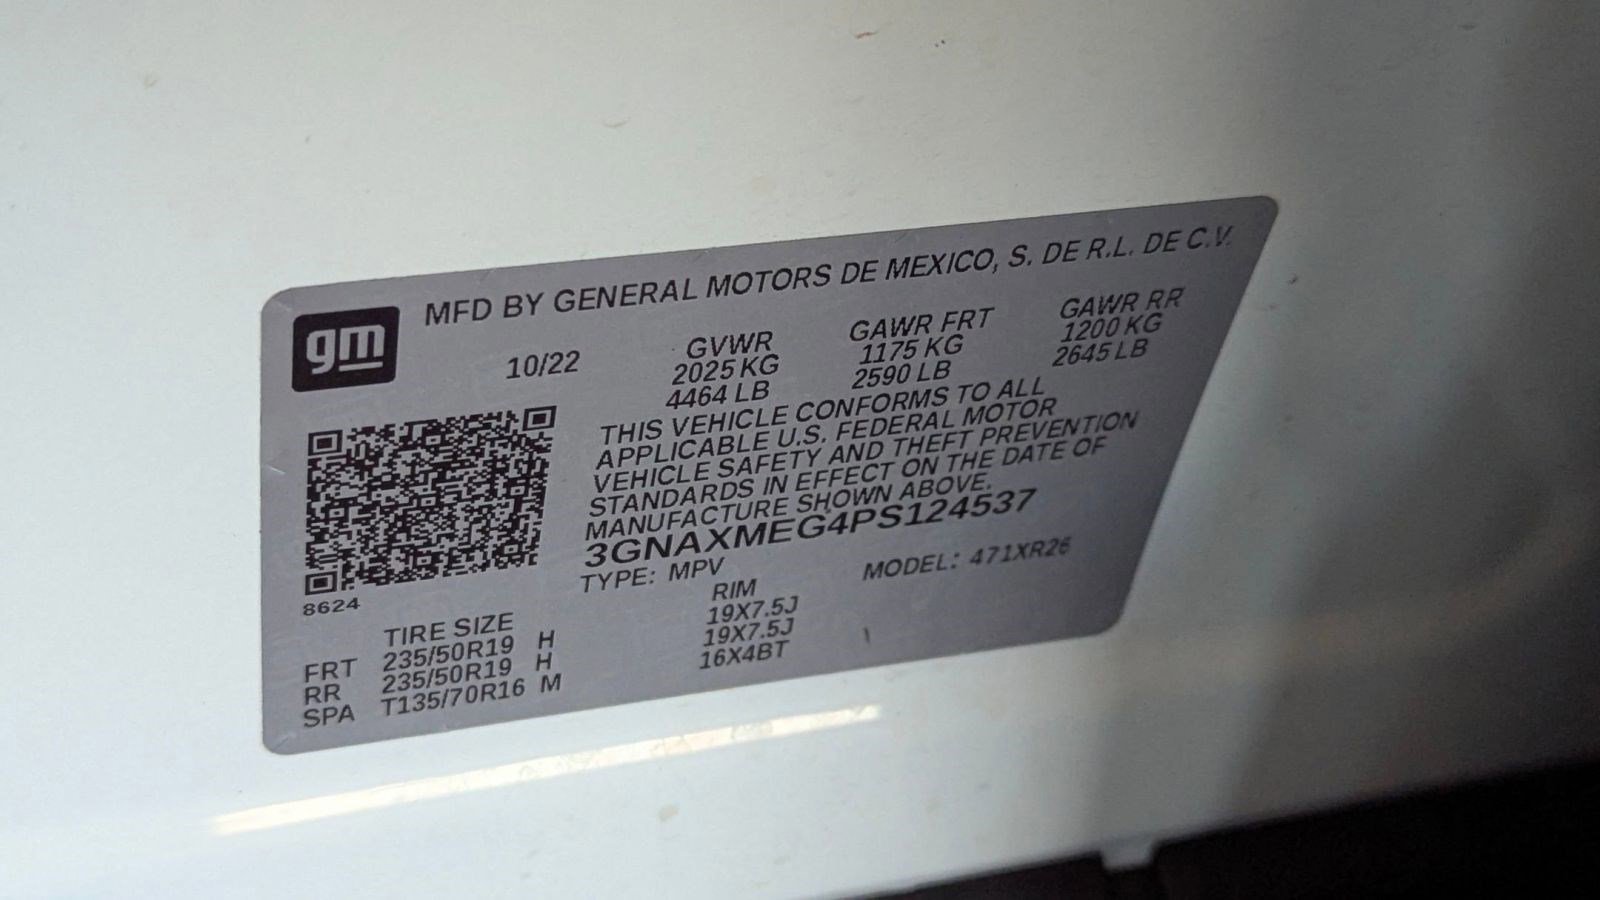 gm
MFD BY GENERAL MOTORS DE MEXICO, S. DE R.L. DE C.V.
10/22
GVWR GAWR FRT GAWR RR
2025 KG 1175 KG 1200 KG
4464 LB 2590 LB 2645 LB
THIS VEHICLE CONFORMS TO ALL
APPLICABLE U.S. FEDERAL MOTOR
VEHICLE SAFETY AND THEFT PREVENTION
STANDARDS IN EFFECT ON THE DATE OF
MANUFACTURE SHOWN ABOVE.
3GNAXMEG4PS124537
TYPE: MPV MODEL: 471XR26
8624
TIRE SIZE RIM
FRT 235/50R19 H 19X7.5J
RR 235/50R19 H 19X7.5J
SPA T135/70R16 M 16X4BT